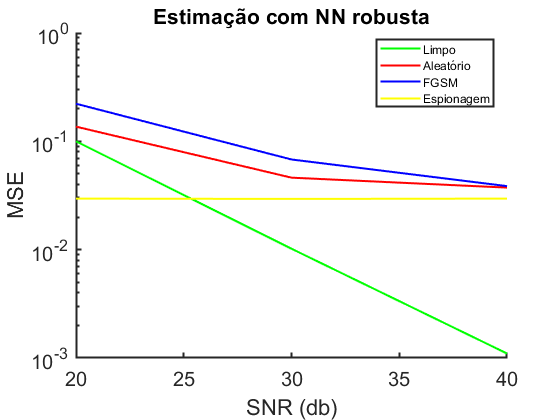 Estimação com NN robusta
Limpo
Aleatório
FGSM
Espionagem
10^0
10^-1
10^-2
10^-3
MSE
20
25
30
35
40
SNR (db)